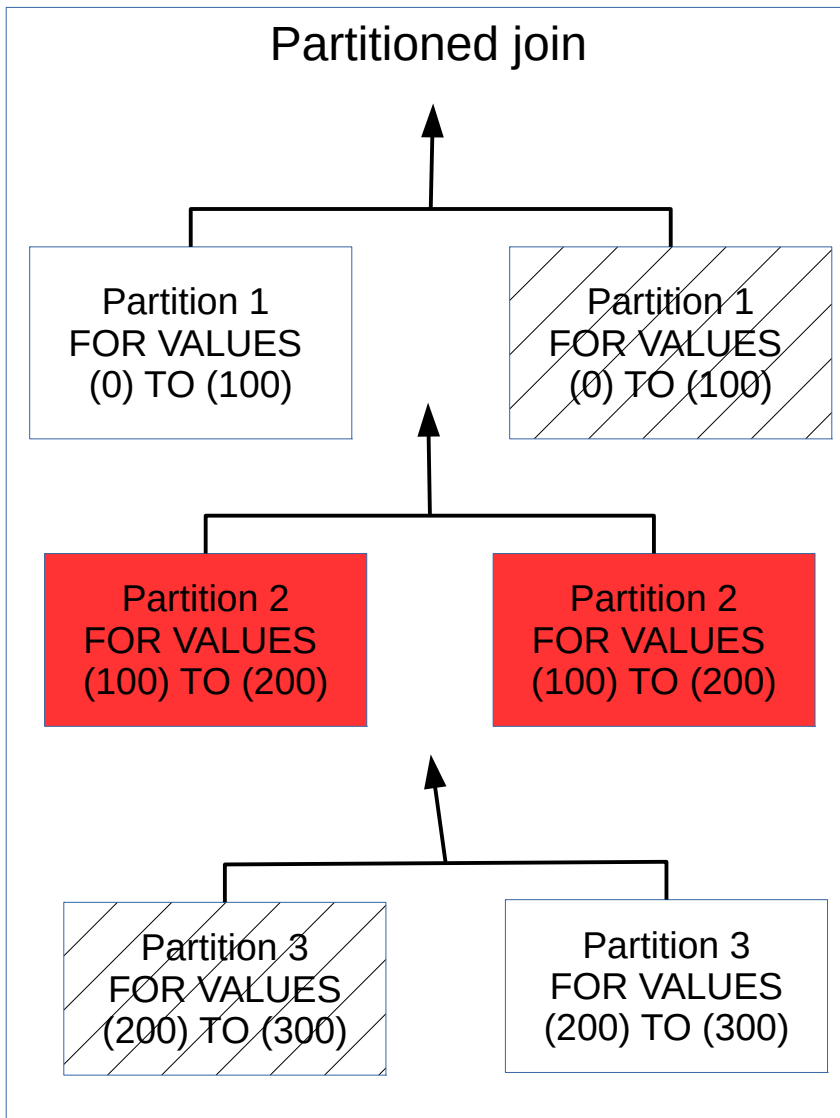 Partitioned join
Partition 1
FOR VALUES
(0) TO (100)
Partition 1
FOR VALUES
(0) TO (100)
Partition 2
FOR VALUES
(100) TO (200)
Partition 2
FOR VALUES
(100) TO (200)
Partition 3
FOR VALUES
(200) TO (300)
Partition 3
FOR VALUES
(200) TO (300)